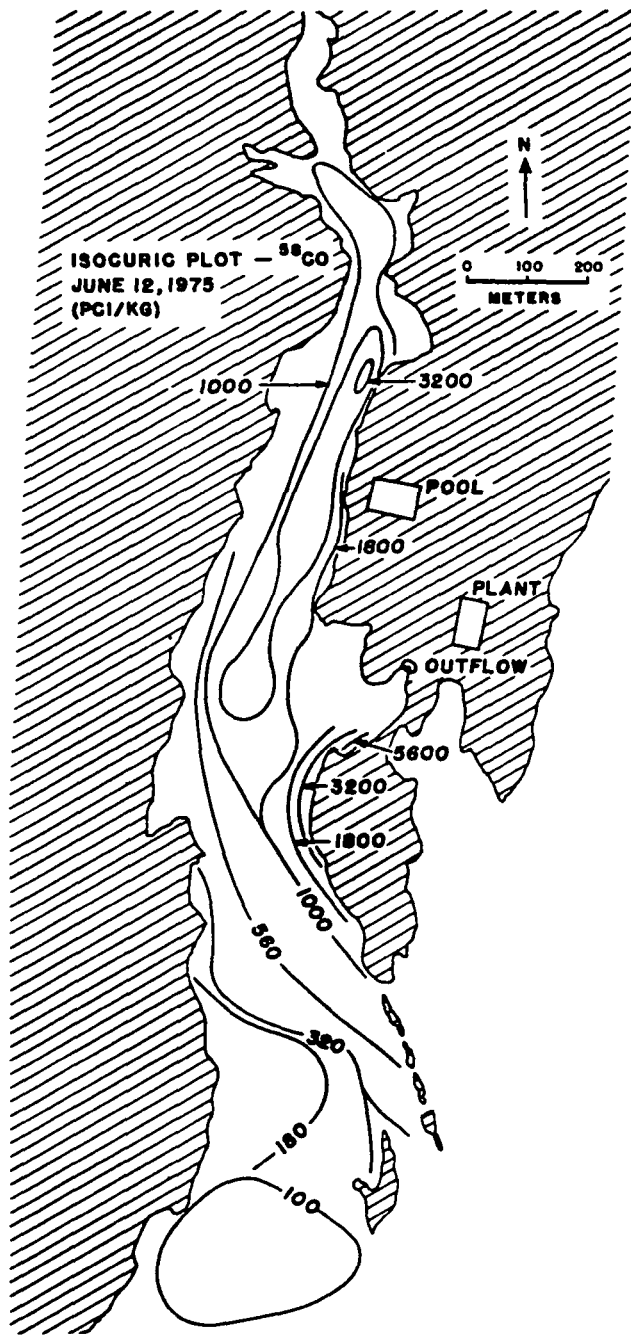 N
ISOCURIC PLOT – ⁵⁸CO
JUNE 12, 1975
(PCI/KG)
0 100 200
METERS
1000
3200
POOL
1800
PLANT
OUTFLOW
5600
3200
1800
1000
560
320
180
100